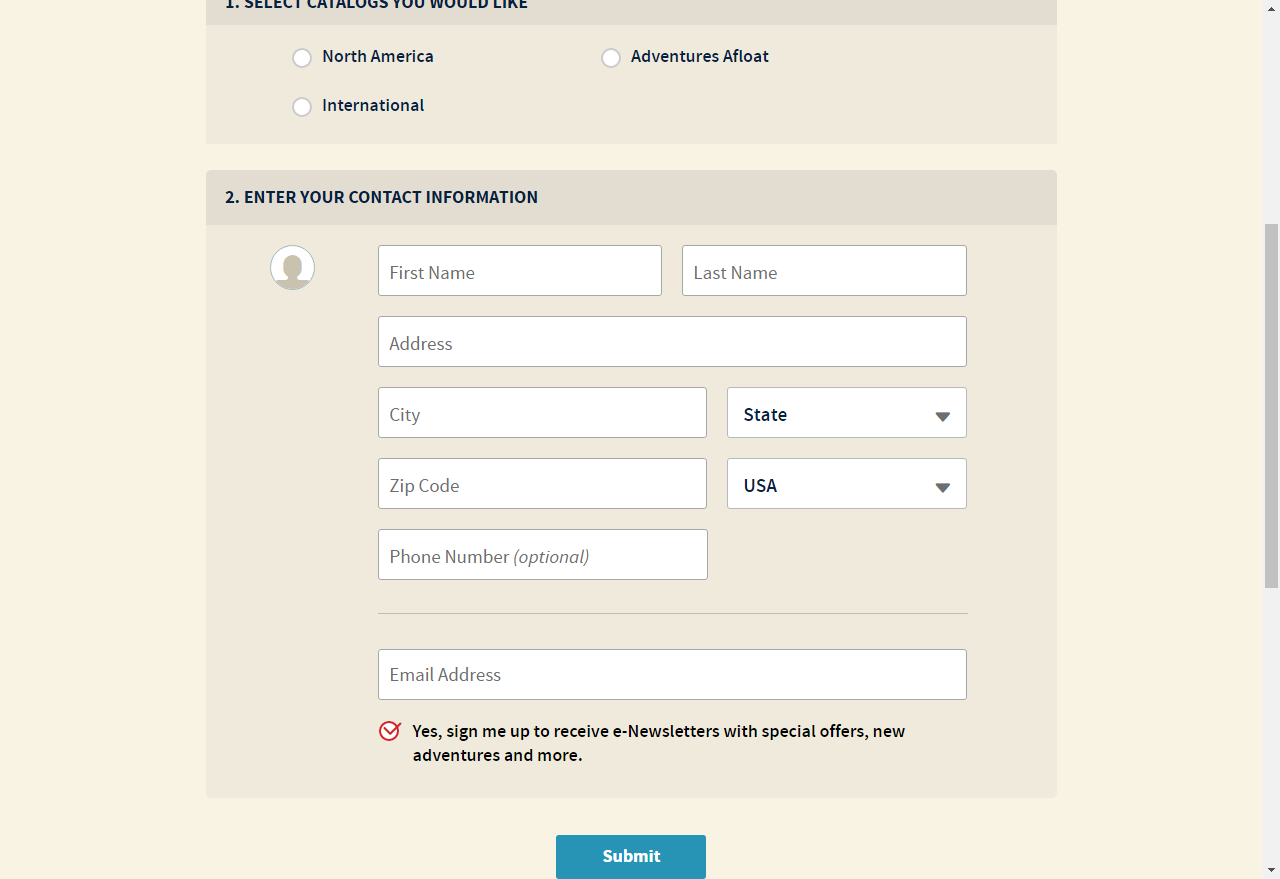 1. SELECT CATALOGS YOU WOULD LIKE
North America
Adventures Afloat
International
2. ENTER YOUR CONTACT INFORMATION
First Name
Last Name
Address
City
State
Zip Code
USA
Phone Number (optional)
Email Address
Yes, sign me up to receive e-Newsletters with special offers, new
adventures and more.
Submit